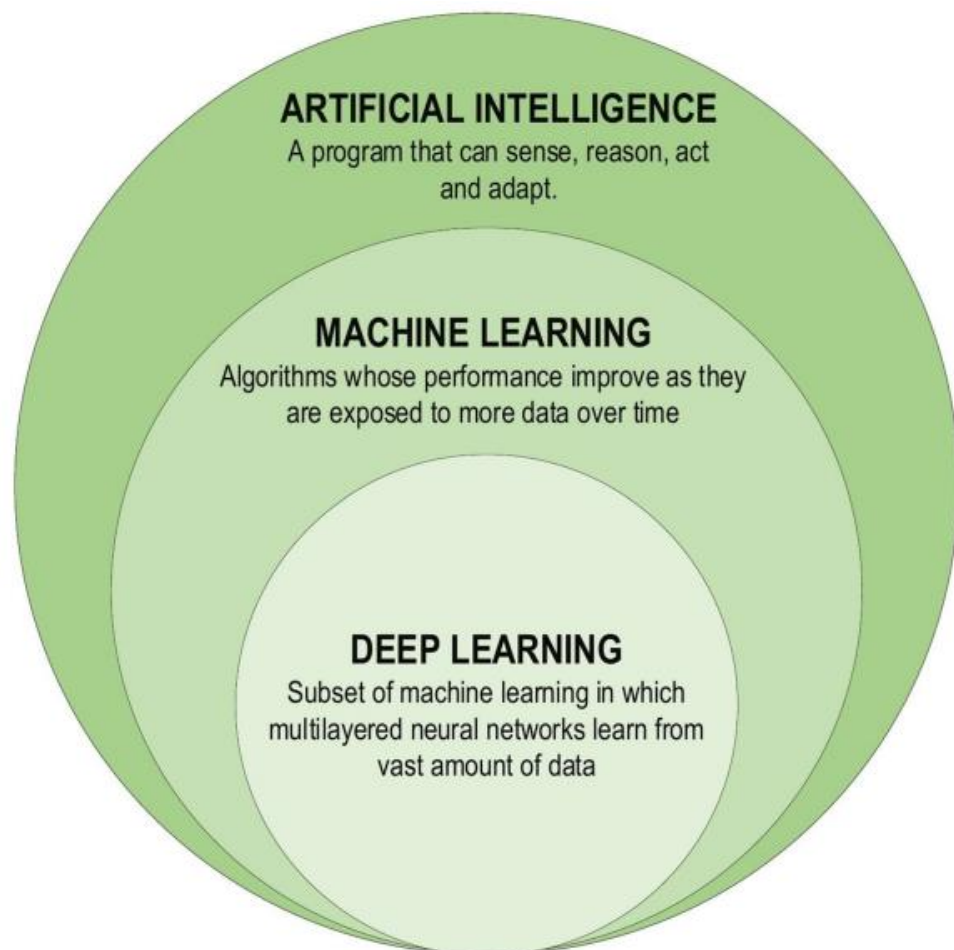 ARTIFICIAL INTELLIGENCE
A program that can sense, reason, act
and adapt.
MACHINE LEARNING
Algorithms whose performance improve as they
are exposed to more data over time
DEEP LEARNING
Subset of machine learning in which
multilayered neural networks learn from
vast amount of data